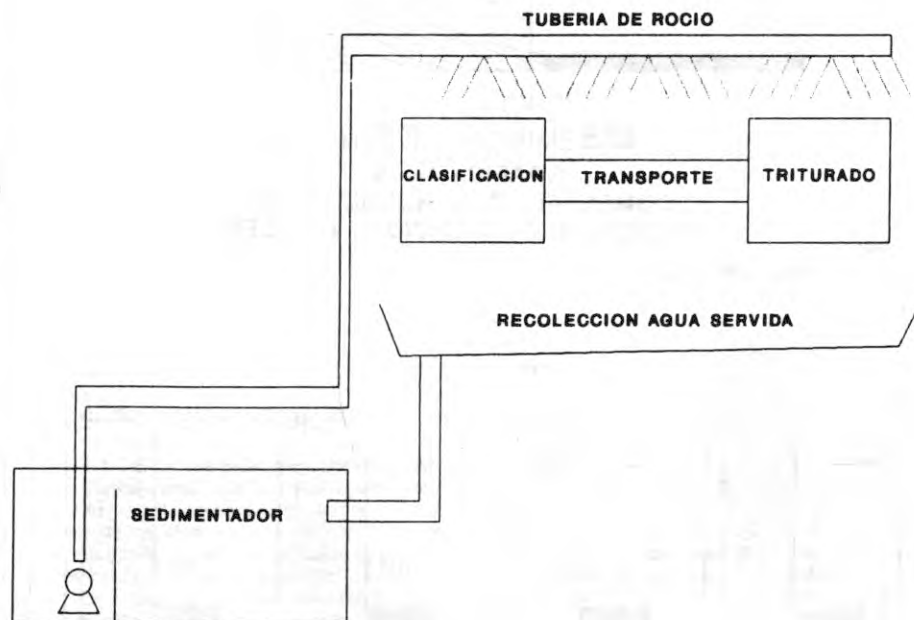 TUBERIA DE ROCIO
CLASIFICACION
TRANSPORTE
TRITURADO
RECOLECCION AGUA SERVIDA
SEDIMENTADOR